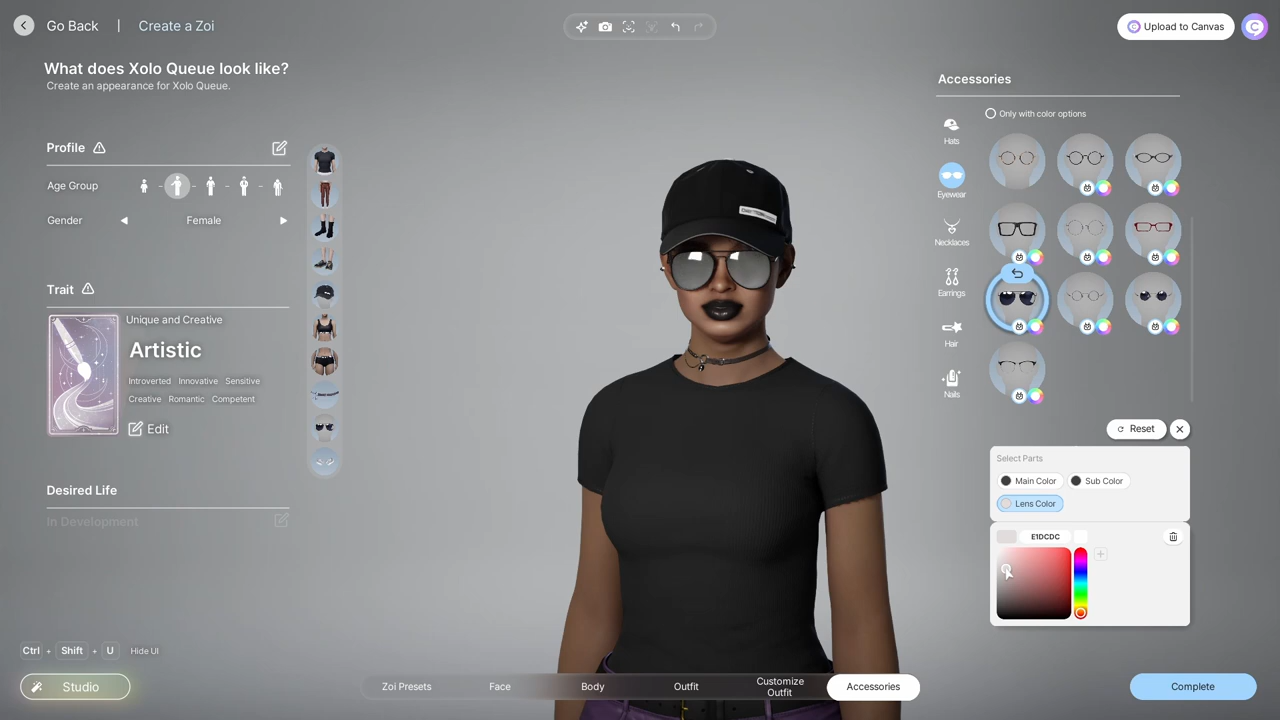 Go Back | Create a Zoi
Upload to Canvas
What does Xolo Queue look like?
Create an appearance for Xolo Queue.
Accessories
Only with color options
Profile
Age Group
Gender
Female
Hats
Eyewear
Necklaces
Earrings
Hair
Nails
Trait
Unique and Creative
Artistic
Introverted Innovative Sensitive
Creative Romantic Competent
Edit
Reset
Select Parts
Main Color Sub Color
Lens Color
E1DCDC
Desired Life
In Development
Ctrl + Shift + U Hide UI
Studio
Zoi Presets
Face
Body
Outfit
Customize
Outfit
Accessories
Complete